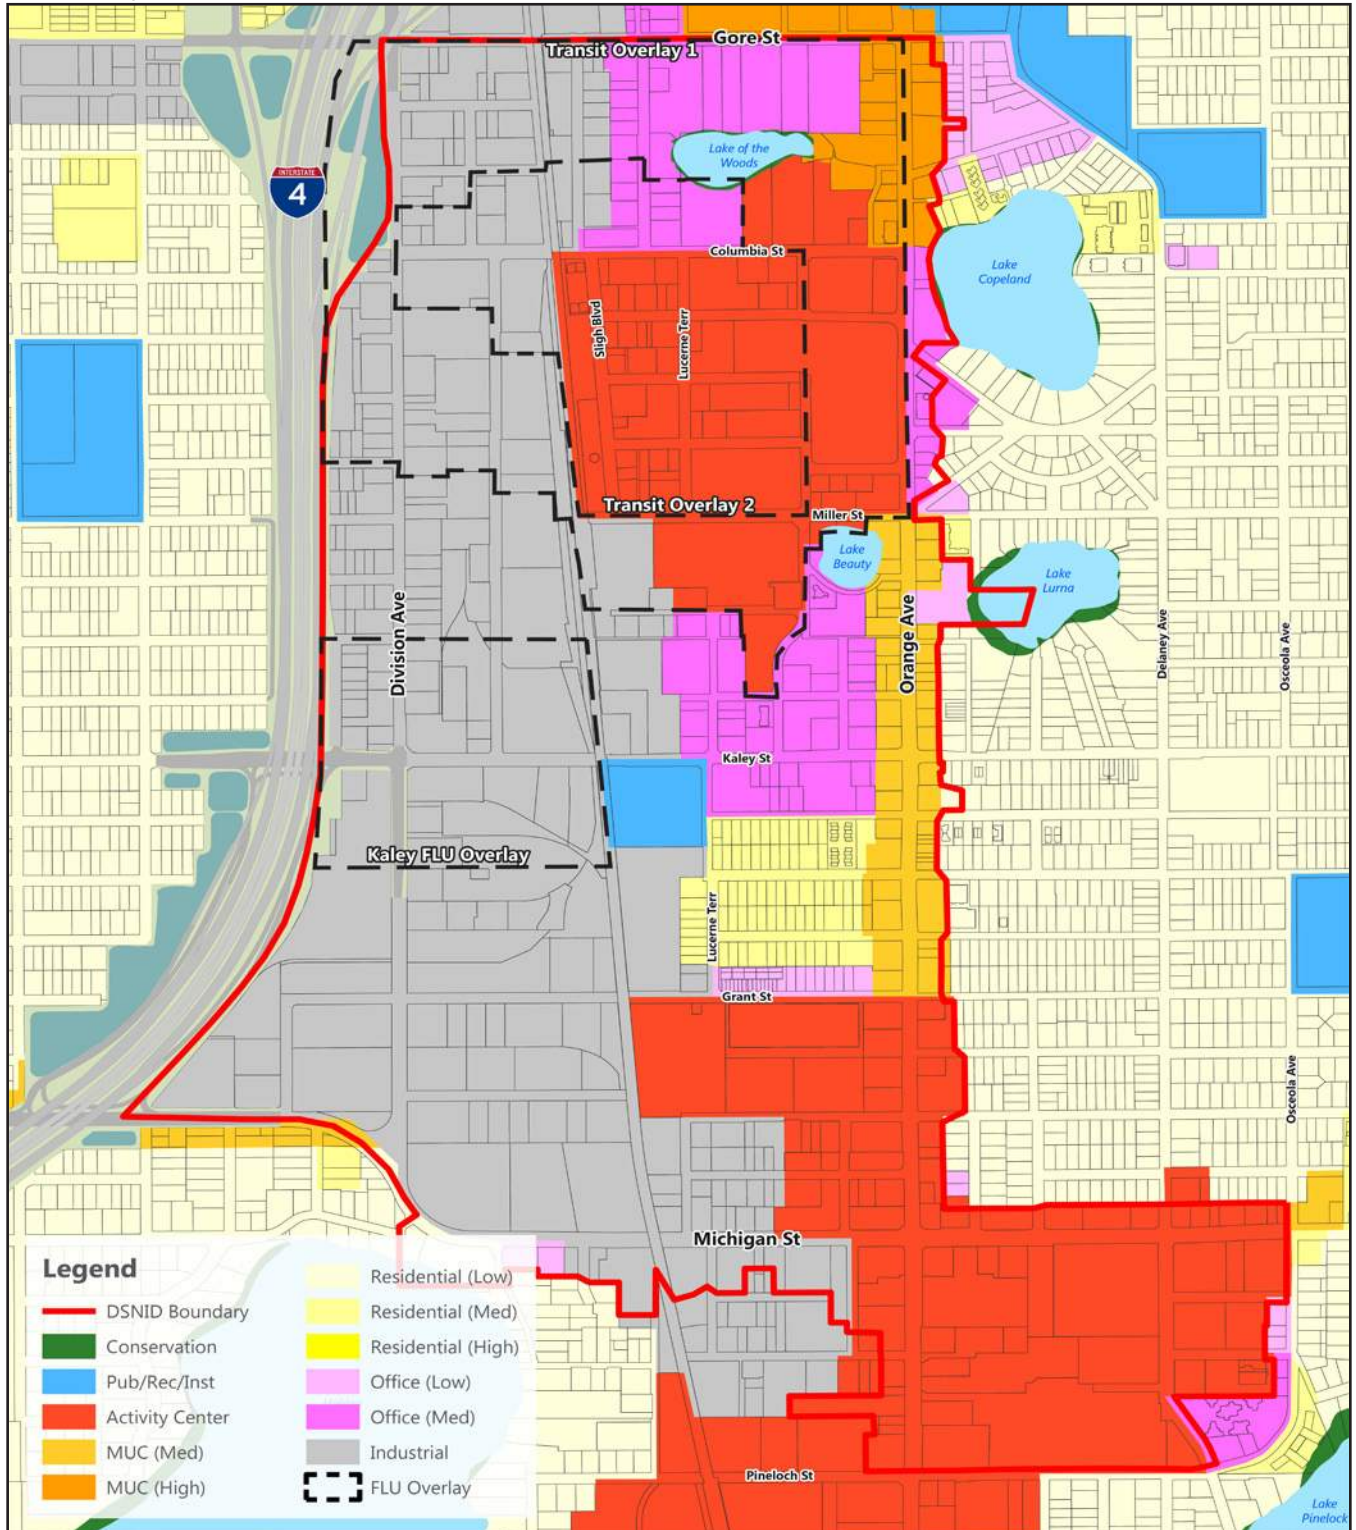 Gore St
Transit Overlay 1
Lake of the
Woods
INTERSTATE
4
Columbia St
Lake
Copeland
Sligh Blvd
Lucerne Terr
Transit Overlay 2
Miller St
Lake
Beauty
Lake
Lurna
Division Ave
Orange Ave
Delaney Ave
Osceola Ave
Kaley St
Kaley FLU Overlay
Lucerne Terr
Grant St
Osceola Ave
Michigan St
Legend
DSNID Boundary
Conservation
Pub/Rec/Inst
Activity Center
MUC (Med)
MUC (High)
Residential (Low)
Residential (Med)
Residential (High)
Office (Low)
Office (Med)
Industrial
FLU Overlay
Pineloch St
Lake
Pinelock